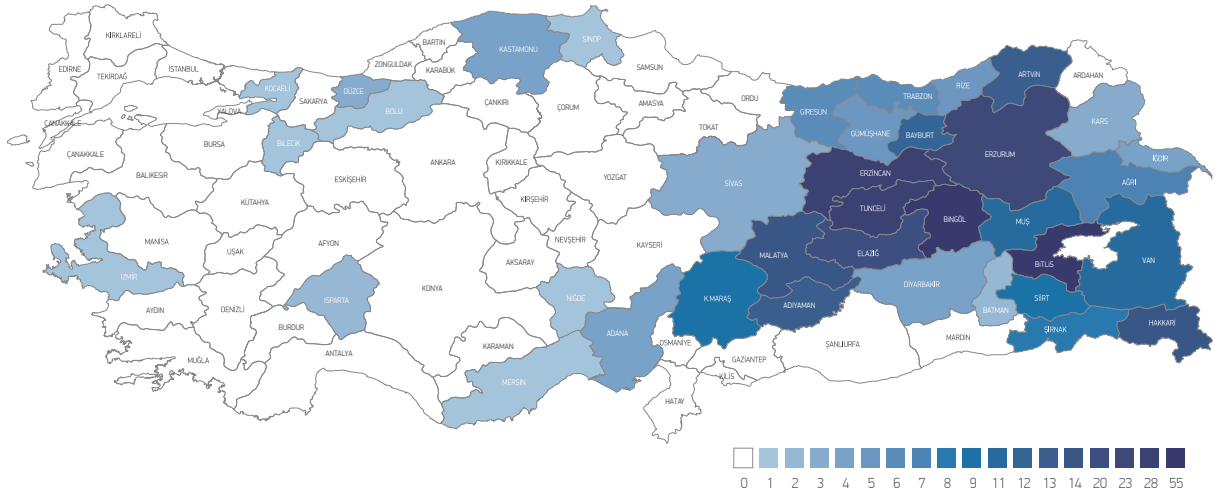 KIRKLARELİ
EDİRNE
TEKİRDAĞ
İSTANBUL
KOCAELİ
YALOVA
SAKARYA
DÜZCE
BOLU
ZONGULDAK
BARTIN
KARABÜK
KASTAMONU
SİNOP
SAMSUN
ÇANKIRI
ÇORUM
AMASYA
ORDU
TOKAT
GİRESUN
TRABZON
RİZE
ARTVİN
ARDAHAN
GÜMÜŞHANE
BAYBURT
ERZURUM
KARS
IĞDIR
AĞRI
ÇANAKKALE
ÇANAKKALE
BURSA
BİLECİK
BALIKESİR
ESKİŞEHİR
KÜTAHYA
ANKARA
KIRIKKALE
KIRŞEHİR
YOZGAT
SİVAS
ERZİNCAN
TUNCELİ
BİNGÖL
MUŞ
BİTLİS
VAN
MANİSA
UŞAK
AFYON
İZMİR
ISPARTA
KONYA
AKSARAY
NEVŞEHİR
KAYSERİ
NİĞDE
MALATYA
ELAZIĞ
K.MARAŞ
ADIYAMAN
DİYARBAKIR
BATMAN
SİİRT
ŞIRNAK
HAKKARİ
AYDIN
DENİZLİ
BURDUR
MUĞLA
ANTALYA
KARAMAN
MERSİN
ADANA
OSMANİYE
GAZİANTEP
KİLİS
HATAY
ŞANLIURFA
MARDİN
0 1 2 3 4 5 6 7 8 9 11 12 13 14 20 23 28 55